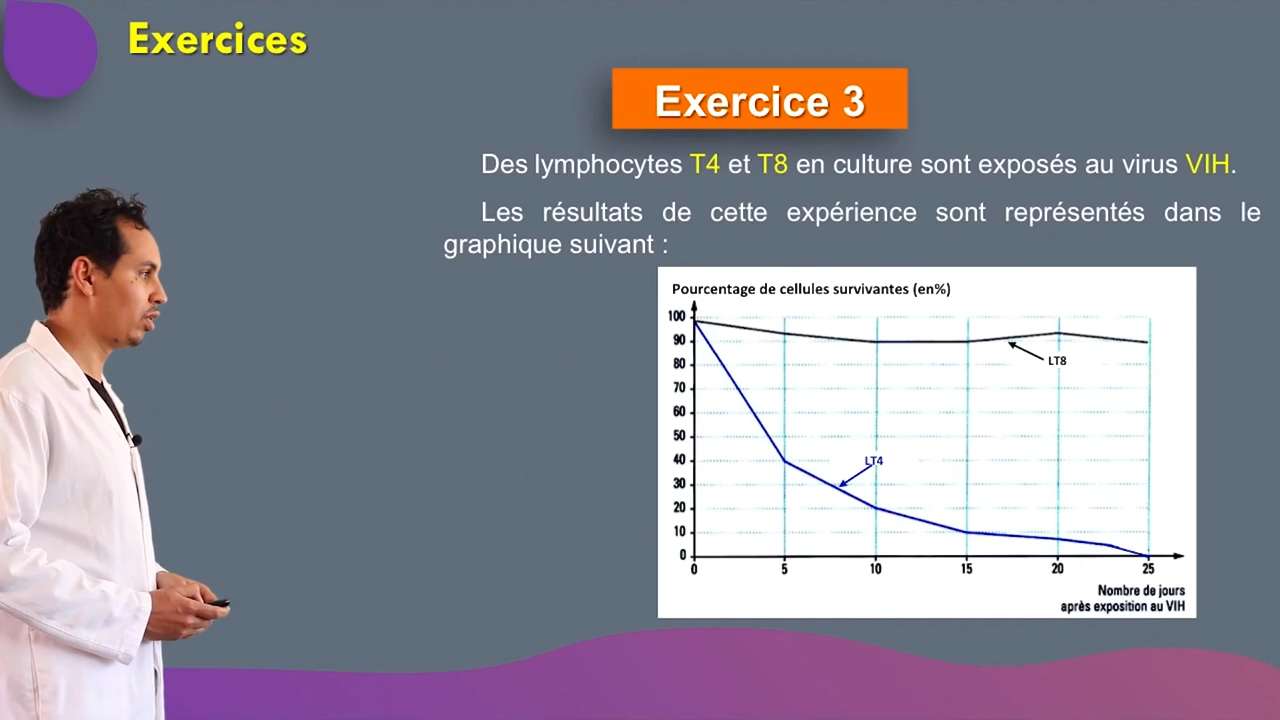 Exercices
Exercice 3
Des lymphocytes T4 et T8 en culture sont exposés au virus VIH.
Les résultats de cette expérience sont représentés dans le
graphique suivant :
Pourcentage de cellules survivantes (en%)
100
90
80
70
60
50
40
30
20
10
0
LT8
LT4
0 5 10 15 20 25
Nombre de jours
après exposition au VIH